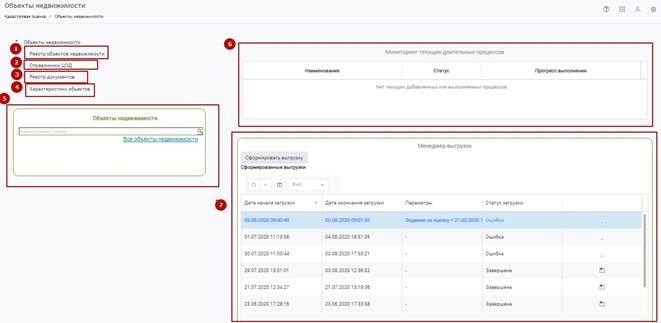 Объекты недвижимости
Кадастровая оценка > Объекты недвижимости
Объекты недвижимости
1 Реестр объектов недвижимости
2 Справочники ЦОД
3 Реестр документов
4 Характеристики объектов
5
Объекты недвижимости
Кадастровый номер
Все объекты недвижимости
6
Мониторинг текущих длительных процессов
Наименование Статус Прогресс выполнения
Нет текущих добавленных или выполняемых процессов
7
Менеджер выгрузок
Сформировать выгрузку
Сформированные выгрузки
Дата начала загрузки Дата окончания загрузки Параметры Статус загрузки
03.08.2020 08:40:49 05.08.2020 09:01:32 Задание на оценку = 21.02.2020 1 Ошибка -
31.07.2020 11:10:58 04.08.2020 18:51:05 - Ошибка -
30.07.2020 11:00:44 03.08.2020 17:50:21 - Ошибка -
29.07.2020 15:01:01 03.08.2020 12:36:52 - Завершена
21.07.2020 12:34:27 21.07.2020 13:19:36 - Завершена
23.06.2020 17:28:16 23.06.2020 17:33:58 - Завершена